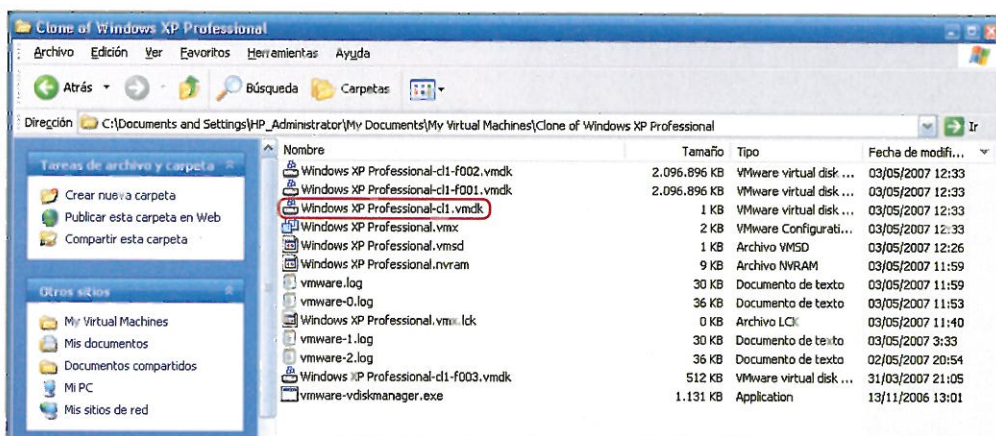 Clone of Windows XP Professional
Archivo Edición Ver Favoritos Herramientas Ayuda
Atrás Búsqueda Carpetas
Dirección C:\Documents and Settings\HP_Administrator\My Documents\My Virtual Machines\Clone of Windows XP Professional Ir
Tareas de archivo y carpeta
Crear nueva carpeta
Publicar esta carpeta en Web
Compartir esta carpeta
Otros sitios
My Virtual Machines
Mis documentos
Documentos compartidos
Mi PC
Mis sitios de red
Nombre Tamaño Tipo Fecha de modifi...
Windows XP Professional-cl1-f002.vmdk 2.096.896 KB VMware virtual disk ... 03/05/2007 12:33
Windows XP Professional-cl1-f001.vmdk 2.096.896 KB VMware virtual disk ... 03/05/2007 12:33
Windows XP Professional-cl1.vmdk 1 KB VMware virtual disk ... 03/05/2007 12:33
Windows XP Professional.vmx 2 KB VMware Configurati... 03/05/2007 12:33
Windows XP Professional.vmsd 1 KB Archivo VMSD 03/05/2007 12:26
Windows XP Professional.nvram 9 KB Archivo NVRAM 03/05/2007 11:59
vmware.log 30 KB Documento de texto 03/05/2007 11:59
vmware-0.log 36 KB Documento de texto 03/05/2007 11:53
Windows XP Professional.vmx.lck 0 KB Archivo LCK 03/05/2007 11:40
vmware-1.log 30 KB Documento de texto 03/05/2007 3:33
vmware-2.log 36 KB Documento de texto 02/05/2007 20:54
Windows XP Professional-cl1-f003.vmdk 512 KB VMware virtual disk ... 31/03/2007 21:05
vmware-vdiskmanager.exe 1.131 KB Application 13/11/2006 13:01